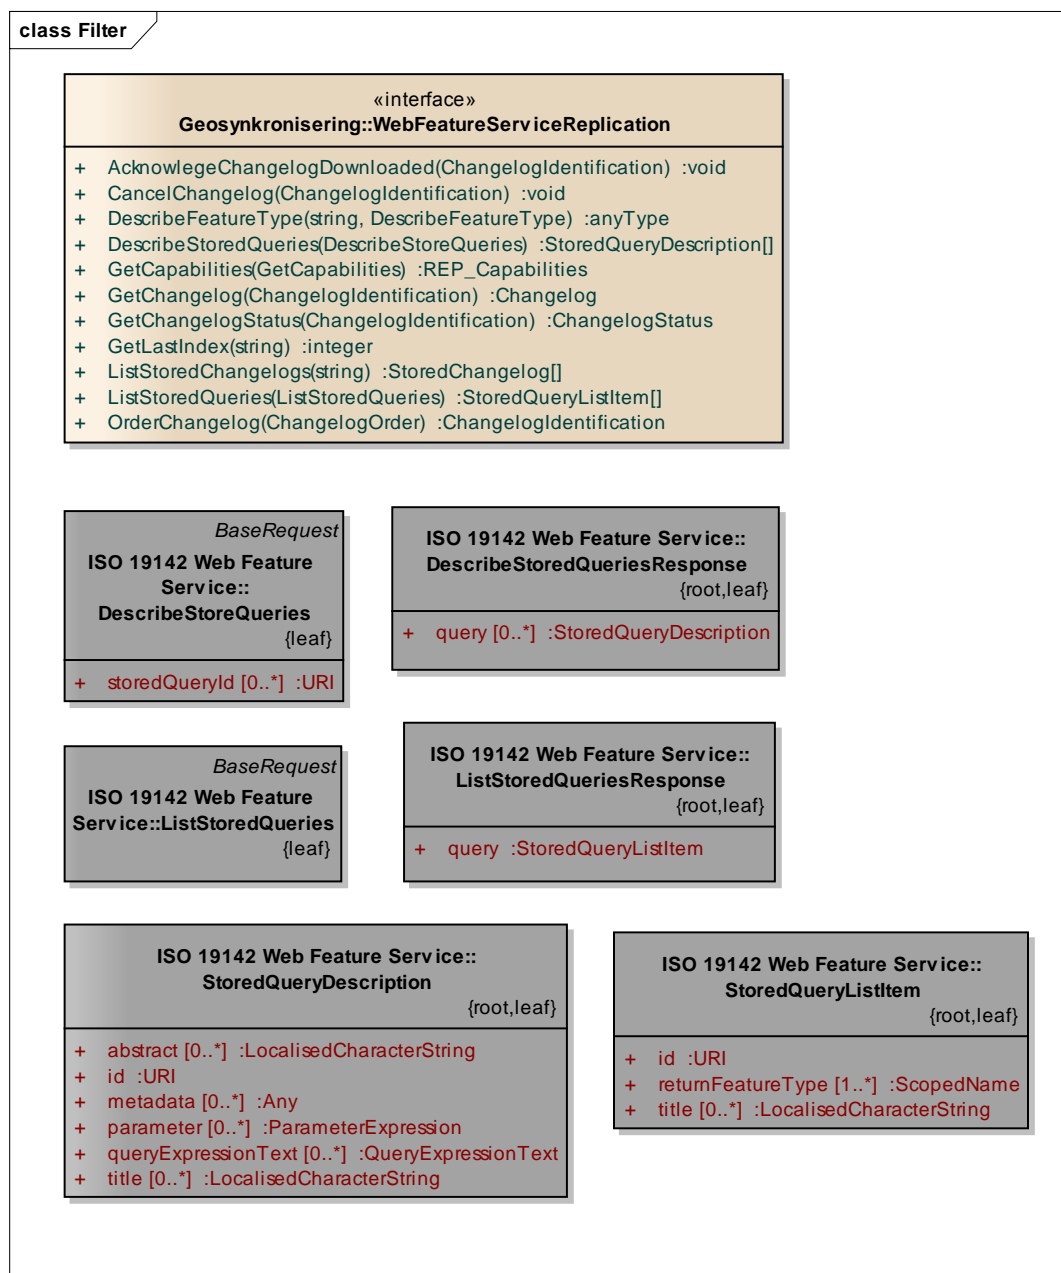 class Filter
«interface»
Geosynkronisering::WebFeatureServiceReplication
+ AcknowlegeChangelogDownloaded(ChangelogIdentification) :void
+ CancelChangelog(ChangelogIdentification) :void
+ DescribeFeatureType(string, DescribeFeatureType) :anyType
+ DescribeStoredQueries(DescribeStoreQueries) :StoredQueryDescription[]
+ GetCapabilities(GetCapabilities) :REP_Capabilities
+ GetChangelog(ChangelogIdentification) :Changelog
+ GetChangelogStatus(ChangelogIdentification) :ChangelogStatus
+ GetLastIndex(string) :integer
+ ListStoredChangelogs(string) :StoredChangelog[]
+ ListStoredQueries(ListStoredQueries) :StoredQueryListItem[]
+ OrderChangelog(ChangelogOrder) :ChangelogIdentification
BaseRequest
ISO 19142 Web Feature
Service::
DescribeStoreQueries
{leaf}
+ storedQueryId [0..*] :URI
ISO 19142 Web Feature Service::
DescribeStoredQueriesResponse
{root,leaf}
+ query [0..*] :StoredQueryDescription
BaseRequest
ISO 19142 Web Feature
Service::ListStoredQueries
{leaf}
ISO 19142 Web Feature Service::
ListStoredQueriesResponse
{root,leaf}
+ query :StoredQueryListItem
ISO 19142 Web Feature Service::
StoredQueryDescription
{root,leaf}
+ abstract [0..*] :LocalisedCharacterString
+ id :URI
+ metadata [0..*] :Any
+ parameter [0..*] :ParameterExpression
+ queryExpressionText [0..*] :QueryExpressionText
+ title [0..*] :LocalisedCharacterString
ISO 19142 Web Feature Service::
StoredQueryListItem
{root,leaf}
+ id :URI
+ returnFeatureType [1..*] :ScopedName
+ title [0..*] :LocalisedCharacterString